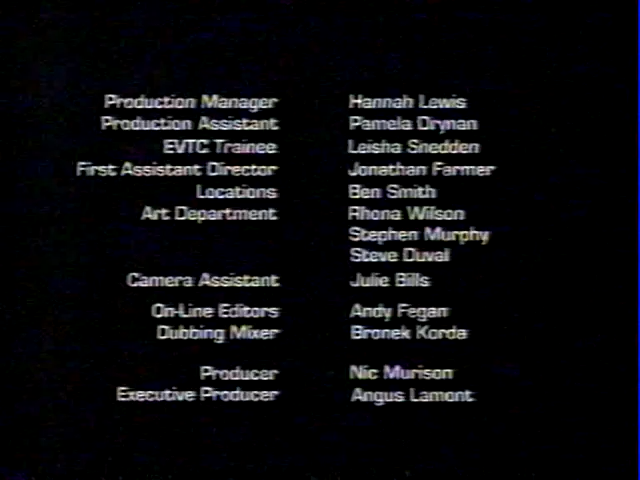 Production Manager Hannah Lewis
Production Assistant Pamela Drynan
EVTC Trainee Leisha Snedden
First Assistant Director Jonathan Farmer
Locations Ben Smith
Art Department Rhona Wilson
Stephen Murphy
Steve Duval
Camera Assistant Julie Bills
On-Line Editors Andy Fegan
Dubbing Mixer Bronek Korda
Producer Nic Murison
Executive Producer Angus Lamont